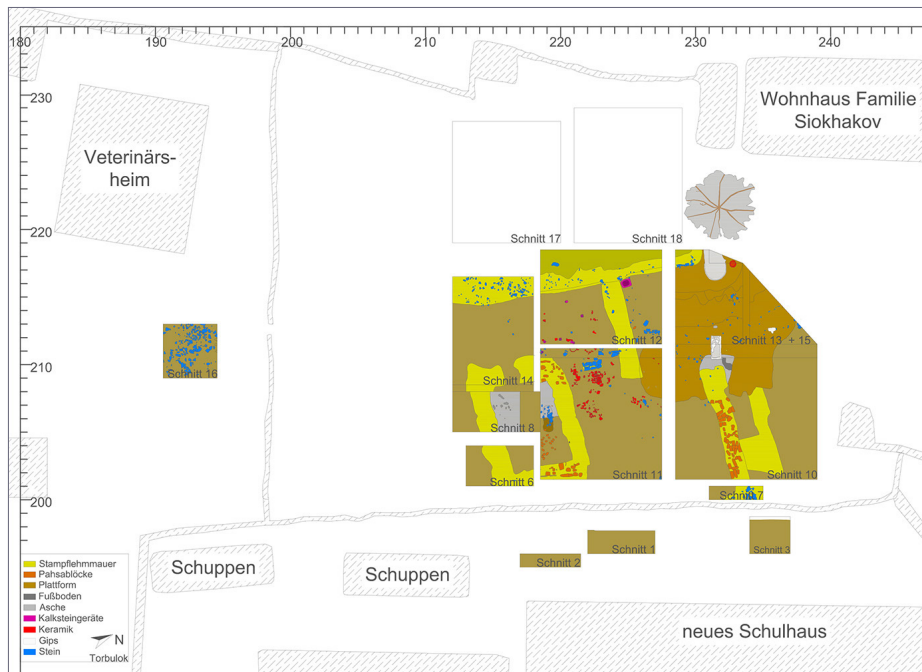 180
190
200
210
220
230
240
230
220
210
200
Wohnhaus Familie
Siokhakov
Veterinärs-
heim
Schnitt 17
Schnitt 18
Schnitt 12
Schnitt 13 + 15
Schnitt 16
Schnitt 14
Schnitt 8
Schnitt 6
Schnitt 11
Schnitt 10
Schnitt 7
Schnitt 1
Schnitt 2
Schnitt 3
Schuppen
Schuppen
neues Schulhaus
Stampflehmmauer
Pahsablöcke
Plattform
Fußboden
Asche
Kalksteingeräte
Keramik
Gips
Stein
N
Torbulok